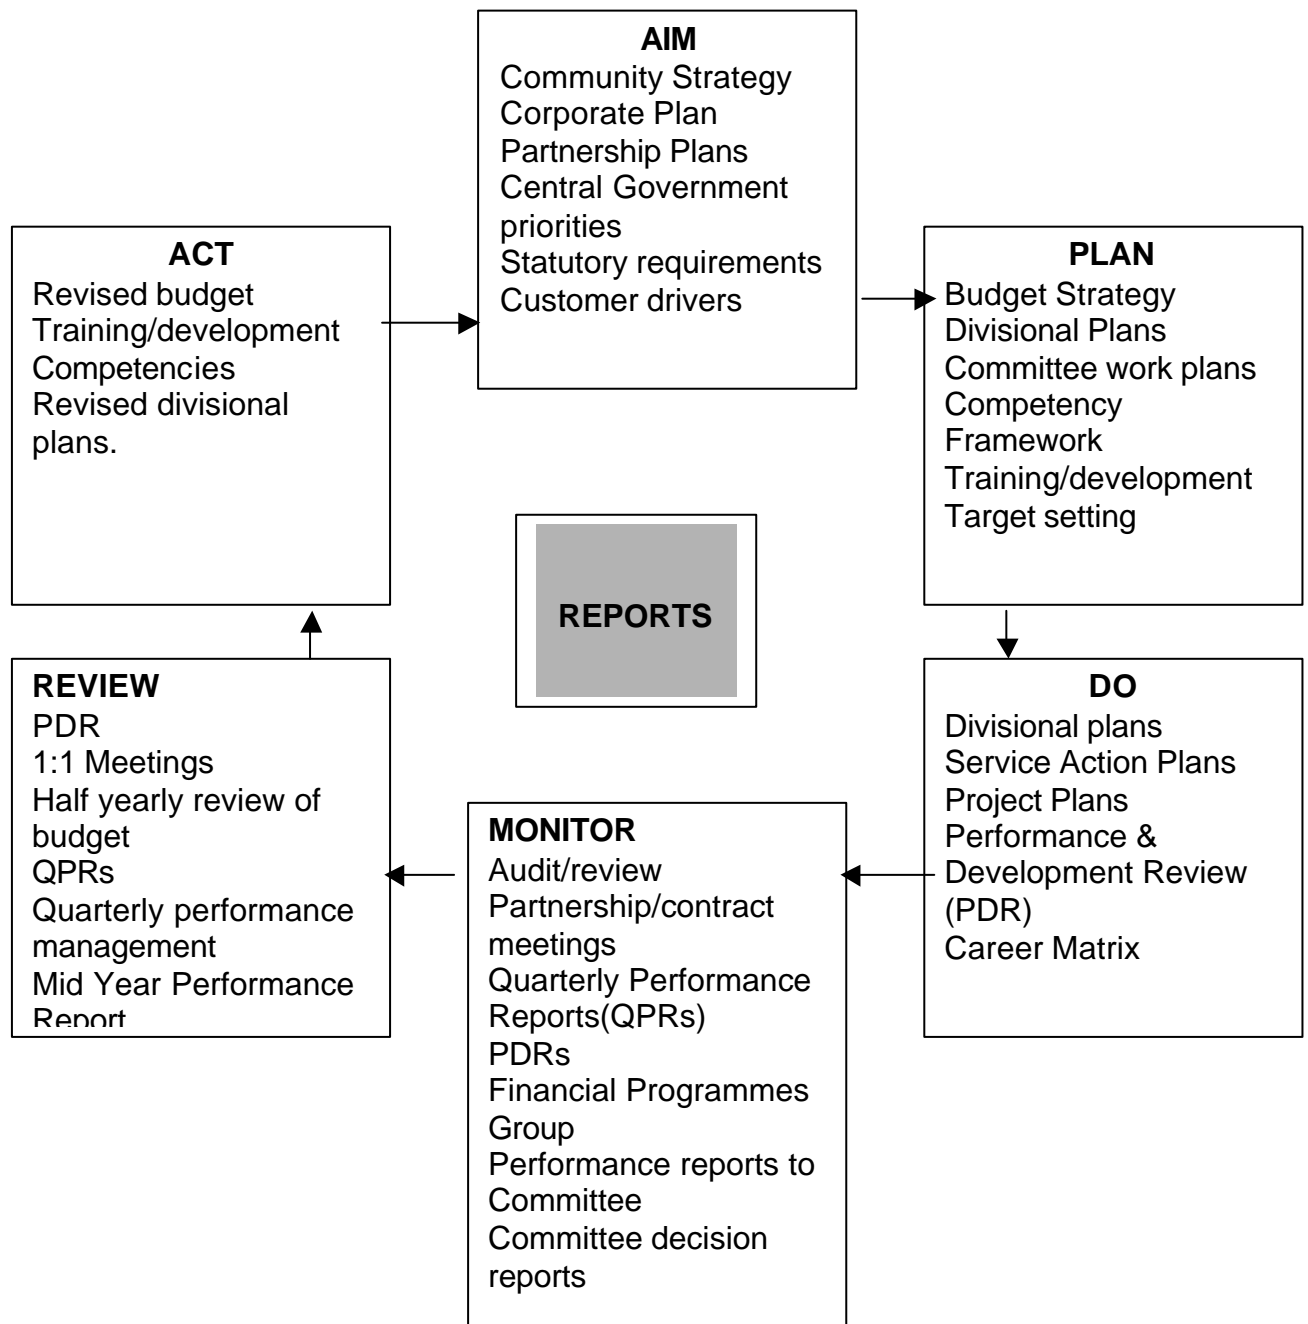 AIM
Community Strategy
Corporate Plan
Partnership Plans
Central Government
priorities
Statutory requirements
Customer drivers
ACT
Revised budget
Training/development
Competencies
Revised divisional
plans.
PLAN
Budget Strategy
Divisional Plans
Committee work plans
Competency
Framework
Training/development
Target setting
REPORTS
REVIEW
PDR
1:1 Meetings
Half yearly review of
budget
QPRs
Quarterly performance
management
Mid Year Performance
Report
DO
Divisional plans
Service Action Plans
Project Plans
Performance &
Development Review
(PDR)
Career Matrix
MONITOR
Audit/review
Partnership/contract
meetings
Quarterly Performance
Reports(QPRs)
PDRs
Financial Programmes
Group
Performance reports to
Committee
Committee decision
reports